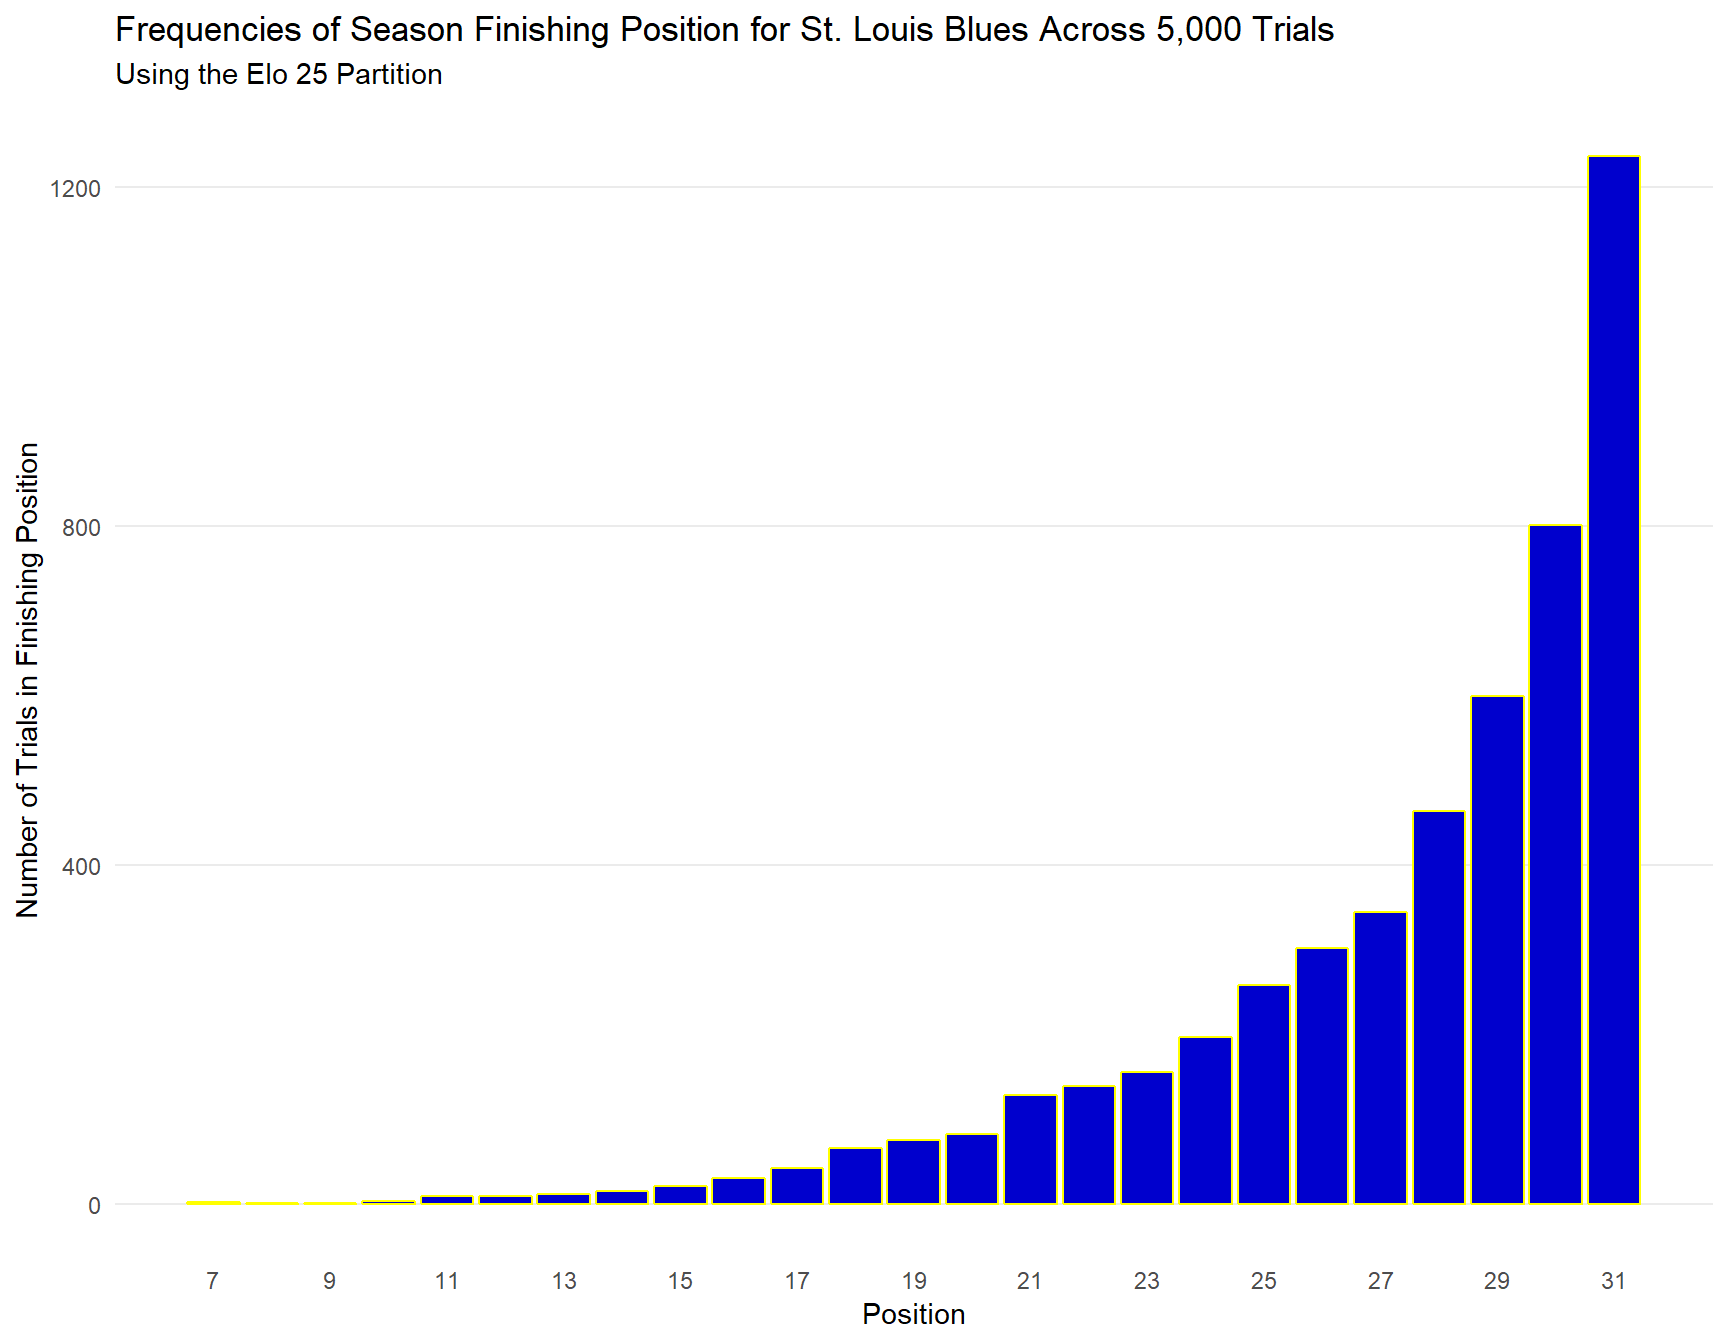 Frequencies of Season Finishing Position for St. Louis Blues Across 5,000 Trials
Using the Elo 25 Partition
Number of Trials in Finishing Position
1200
800
400
0
7 9 11 13 15 17 19 21 23 25 27 29 31
Position